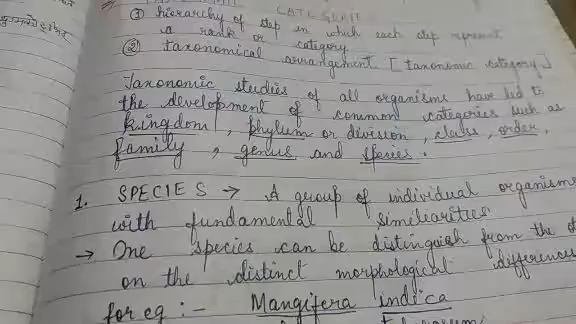 ① hierarchy of step in which each step represent
a rank or category
② taxonomical arrangement [taxonomic category]
Taxonomic studies of all organisms have led to
the development of common categories such as
kingdom, phylum or division, class, order,
family, genus and species.
1. SPECIES → A group of individual organisms
with fundamental similearities
→ One species can be distinguish from the
on the distinct morphological differences
for eg :- Mangifera indica